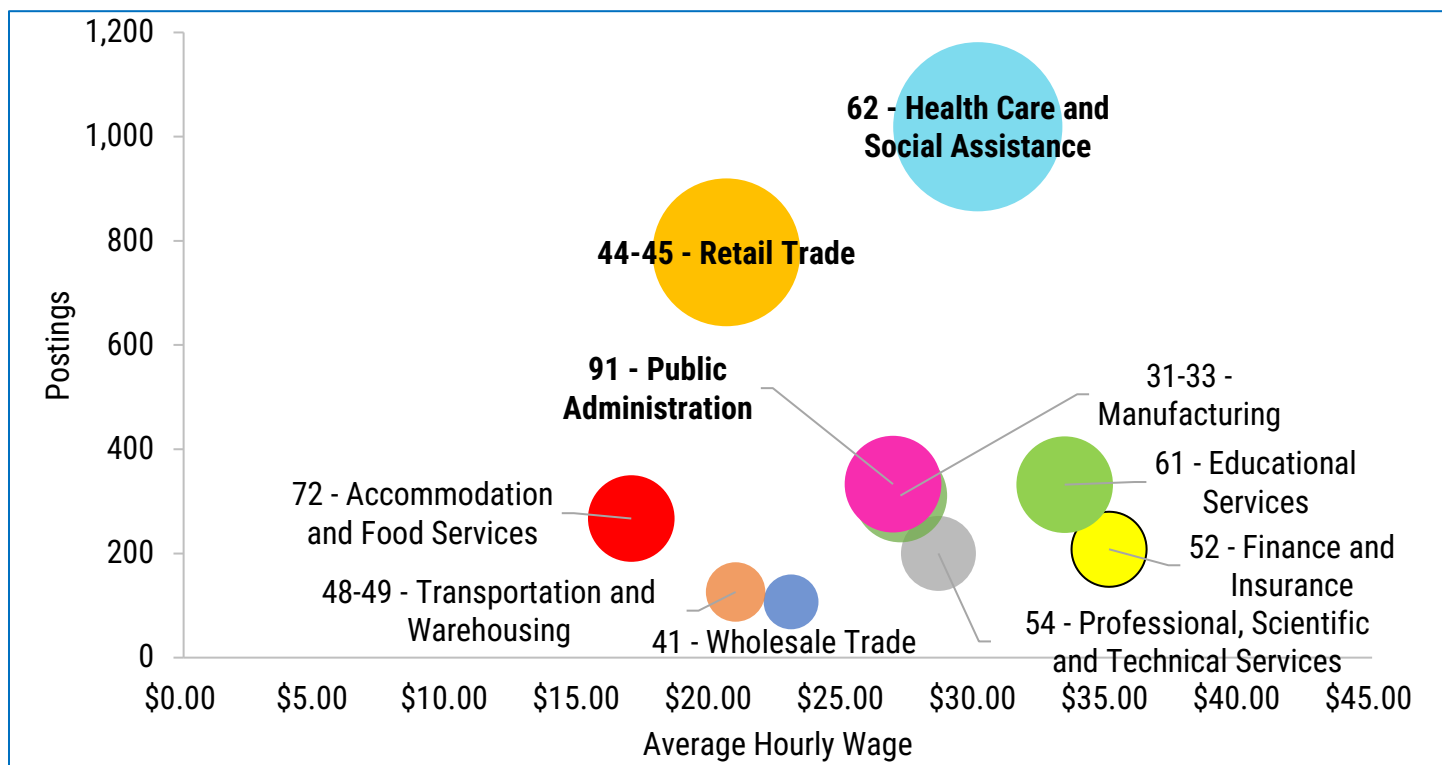 1,200
1,000
800
600
400
200
0
Postings
62 - Health Care and
Social Assistance
44-45 - Retail Trade
91 - Public
Administration
31-33 -
Manufacturing
61 - Educational
Services
72 - Accommodation
and Food Services
52 - Finance and
Insurance
48-49 - Transportation and
Warehousing
41 - Wholesale Trade
54 - Professional, Scientific
and Technical Services
$0.00 $5.00 $10.00 $15.00 $20.00 $25.00 $30.00 $35.00 $40.00 $45.00
Average Hourly Wage